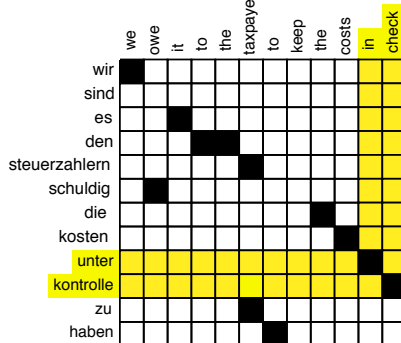 we
owe
it
to
the
taxpaye
to
keep
the
costs
in
check
wir
sind
es
den
steuerzahlern
schuldig
die
kosten
unter
kontrolle
zu
haben